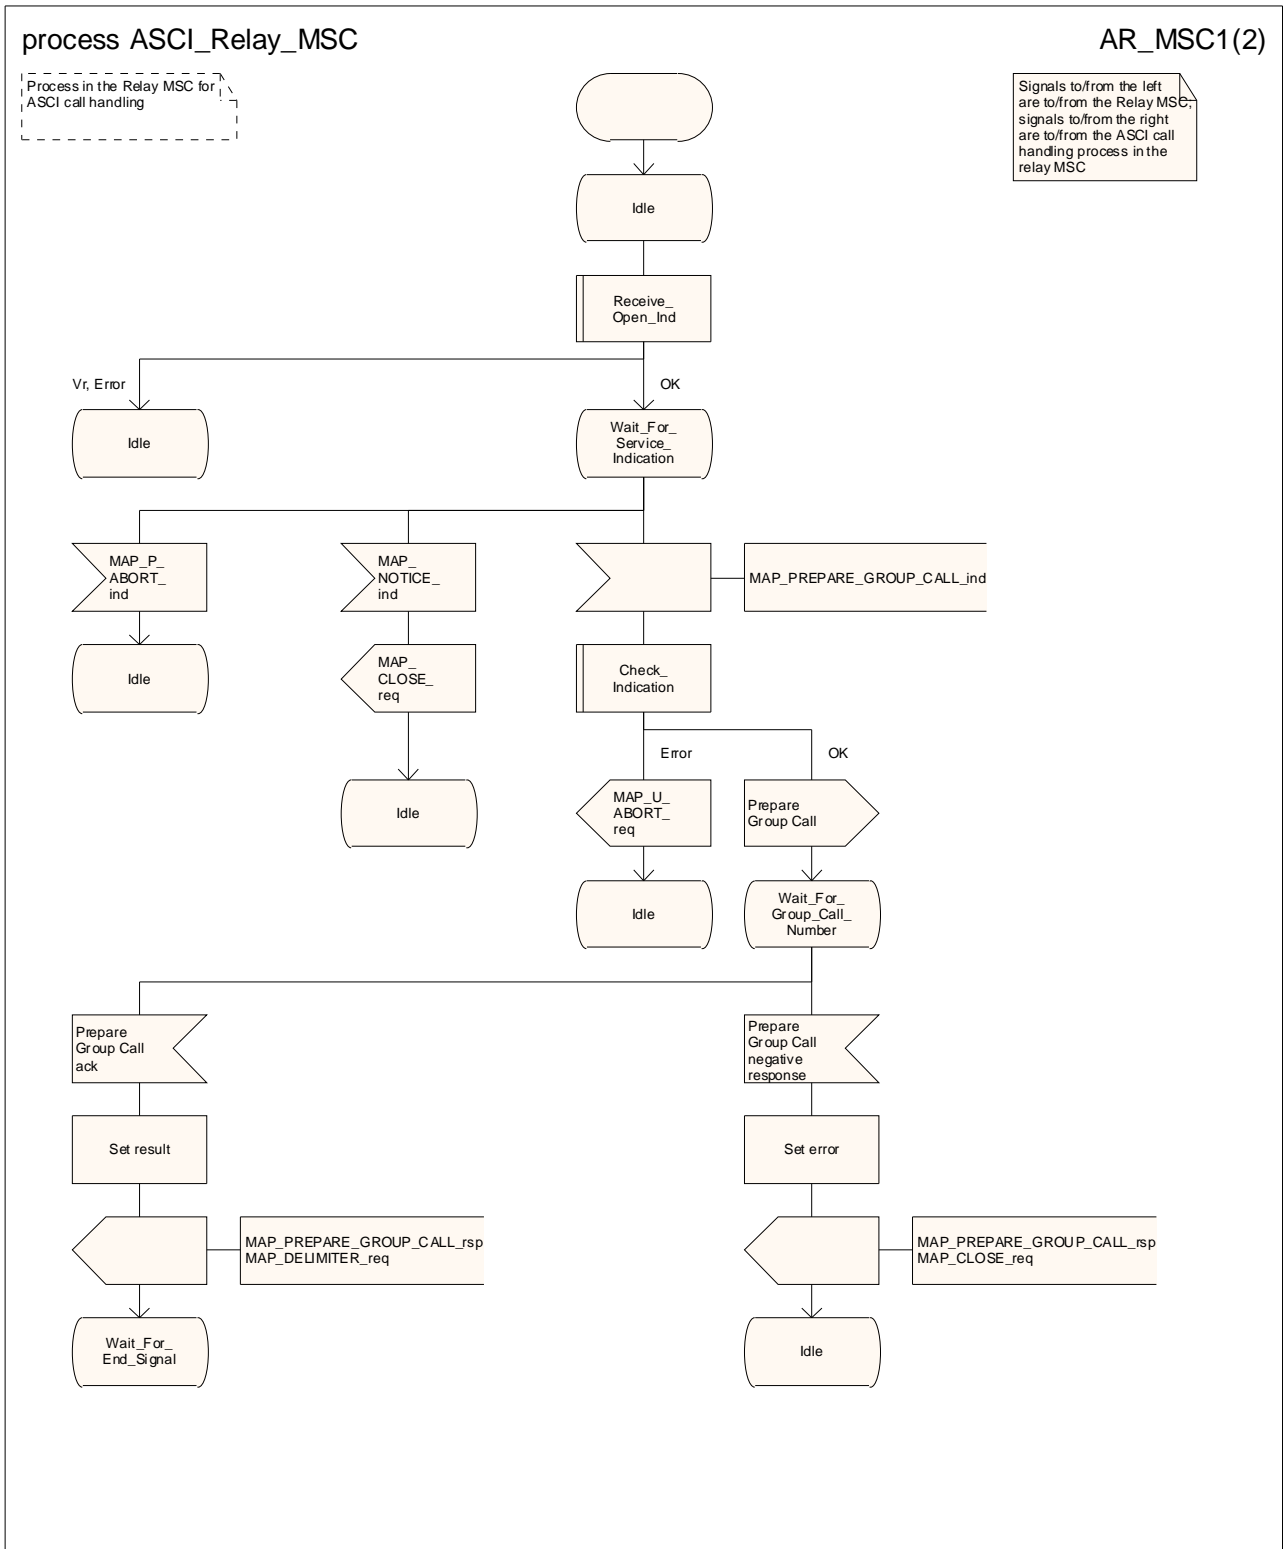 process ASCI_Relay_MSC
AR_MSC1(2)
Process in the Relay MSC for
ASCI call handling
Signals to/from the left
are to/from the Relay MSC,
signals to/from the right
are to/from the ASCI call
handling process in the
relay MSC
Idle
Receive_
Open_Ind
Vr, Error
OK
Idle
Wait_For_
Service_
Indication
MAP_P_
ABORT_
ind
MAP_
NOTICE_
ind
MAP_PREPARE_GROUP_CALL_ind
Idle
MAP_
CLOSE_
req
Check_
Indication
Error
OK
Idle
MAP_U_
ABORT_
req
Prepare
Group Call
Idle
Wait_For_
Group_Call_
Number
Prepare
Group Call
ack
Prepare
Group Call
negative
response
Set result
Set error
MAP_PREPARE_GROUP_CALL_rsp
MAP_DELIMITER_req
MAP_PREPARE_GROUP_CALL_rsp
MAP_CLOSE_req
Wait_For_
End_Signal
Idle